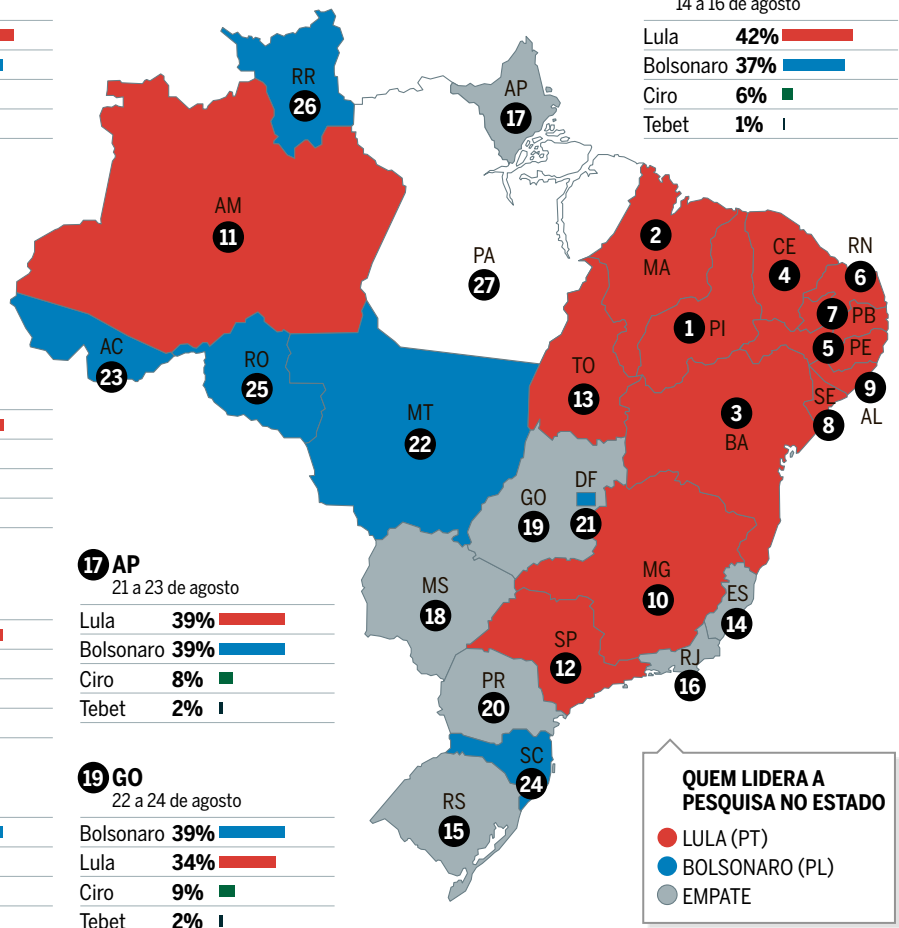 14 a 16 de agosto
Lula 42%
Bolsonaro 37%
Ciro 6%
Tebet 1%
RR
26
AP
17
AM
11
PA
27
2
MA
CE
4
RN
6
7 PB
1 PI
5 PE
AC
23
RO
25
TO
13
MT
22
3
BA
SE
8
9
AL
GO
19
DF
21
MS
18
MG
10
ES
14
SP
12
RJ
16
PR
20
SC
24
RS
15
17 AP
21 a 23 de agosto
Lula 39%
Bolsonaro 39%
Ciro 8%
Tebet 2%
19 GO
22 a 24 de agosto
Bolsonaro 39%
Lula 34%
Ciro 9%
Tebet 2%
QUEM LIDERA A
PESQUISA NO ESTADO
LULA (PT)
BOLSONARO (PL)
EMPATE